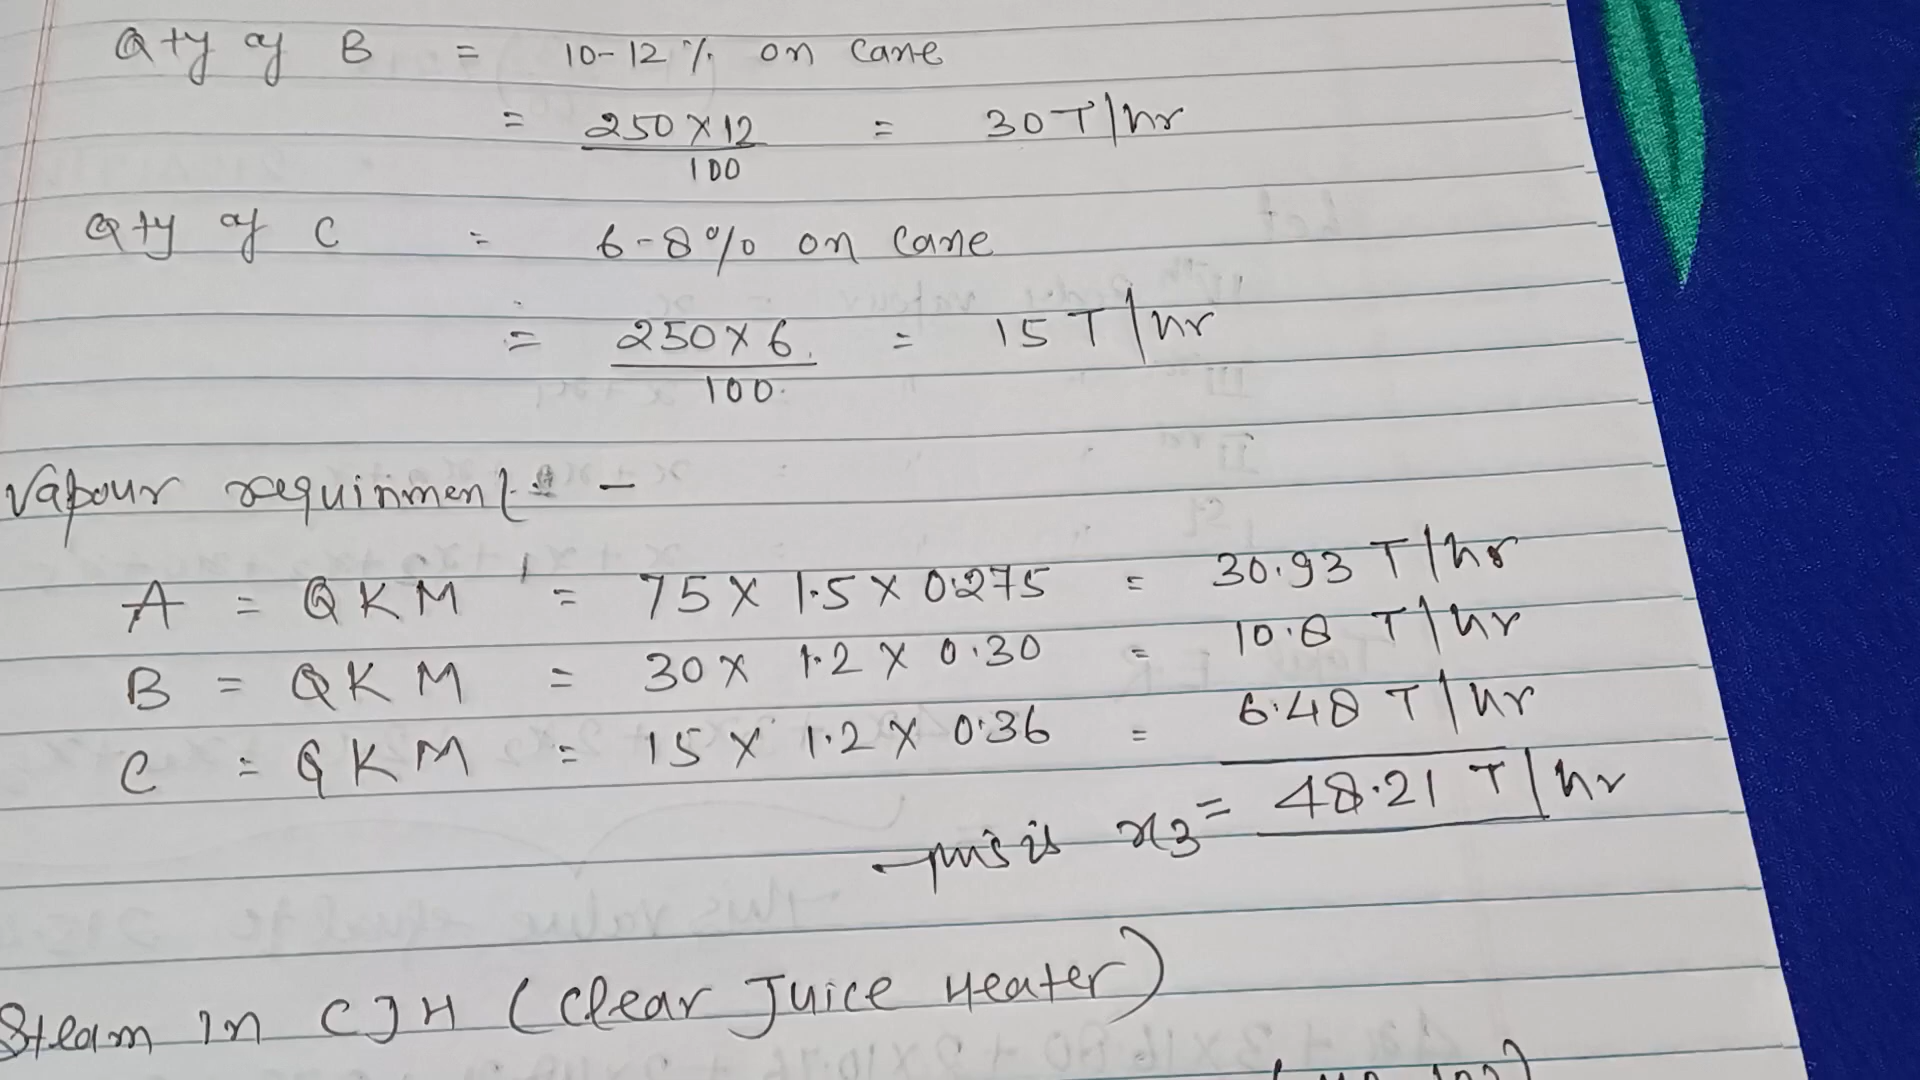 Qty of B = 10-12 % on cane
= 250 X 12 / 100 = 30 T/hr
Qty of C = 6-8% on cane
= 250 X 6 / 100 = 15 T/hr
Vapour requinment -
A = QKM = 75 X 1.5 X 0.275 = 30.93 T/hr
B = QKM = 30 X 1.2 X 0.30 = 10.8 T/hr
C = QKM = 15 X 1.2 X 0.36 = 6.48 T/hr
This is x3 = 48.21 T/hr
Steam in CJH (Clear Juice Heater)